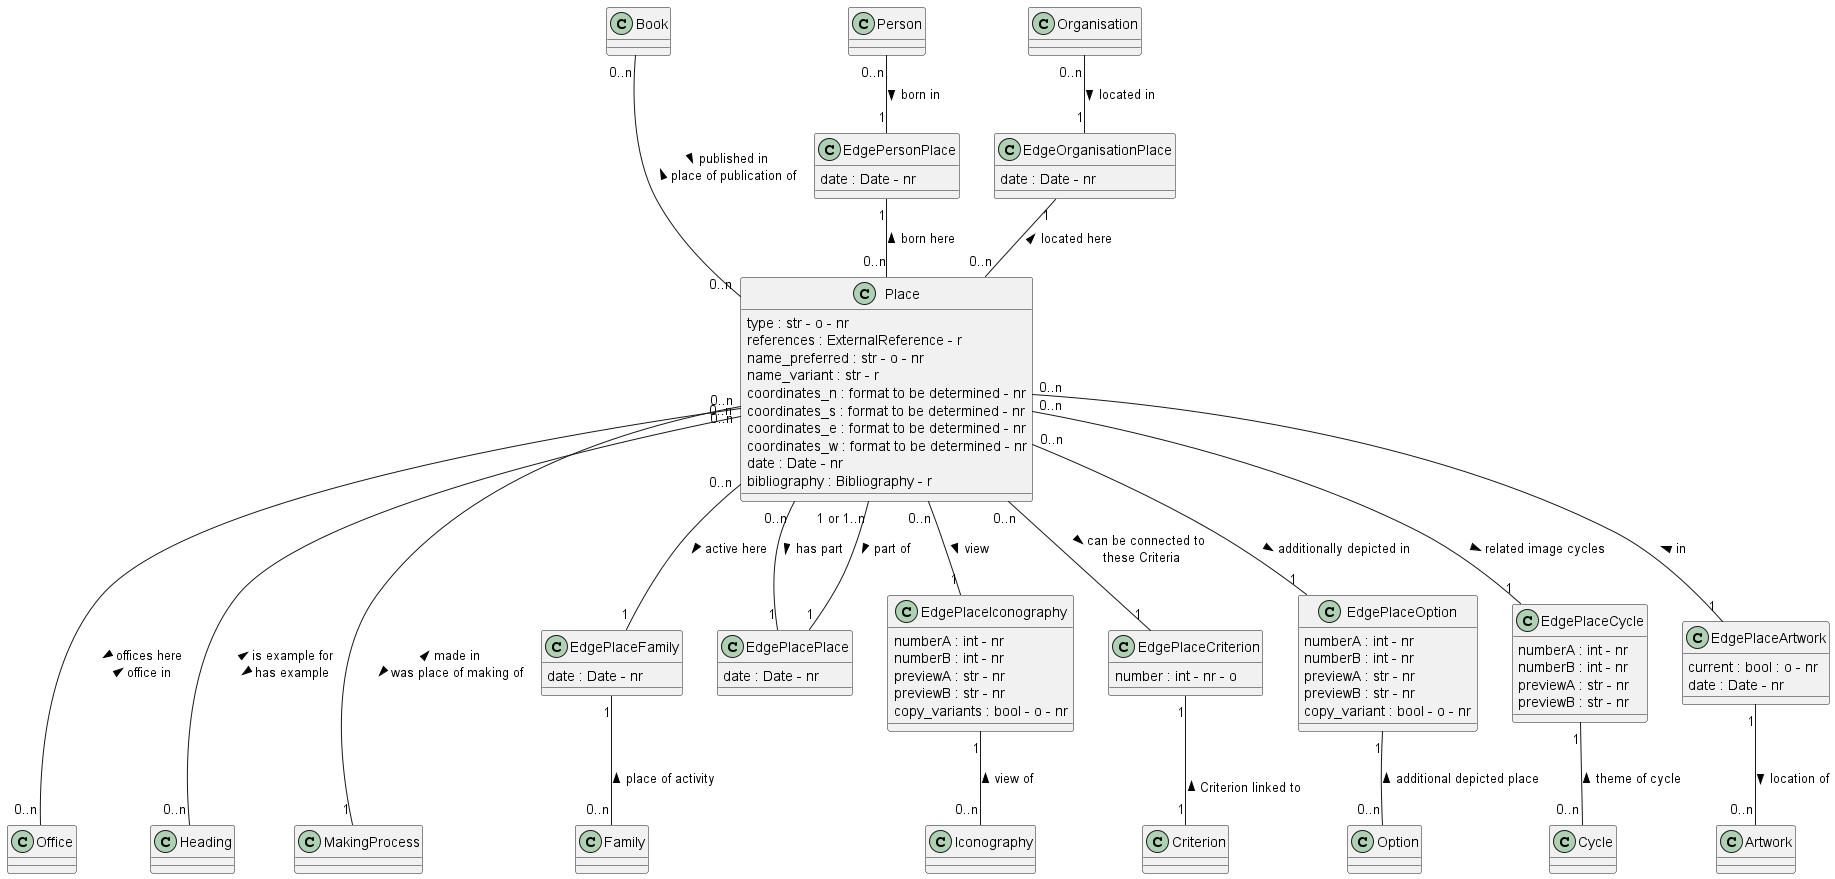 C Book
C Person
C Organisation
0..n
0..n
0..n
born in
located in
1
1
C EdgePersonPlace
date : Date - nr
C EdgeOrganisationPlace
date : Date - nr
published in
place of publication of
1
1
born here
located here
0..n
0..n
0..n
C Place
type : str - o - nr
references : ExternalReference - r
name_preferred : str - o - nr
name_variant : str - r
coordinates_n : format to be determined - nr
coordinates_s : format to be determined - nr
coordinates_e : format to be determined - nr
coordinates_w : format to be determined - nr
date : Date - nr
bibliography : Bibliography - r
0..n
0..n
0..n
0..n
0..n
0..n
0..n
0..n
1 or 1..n
0..n
0..n
active here
has part
part of
view
can be connected to
these Criteria
additionally depicted in
related image cycles
in
1
1
1
1
1
1
1
1
offices here
office in
is example for
has example
made in
was place of making of
C EdgePlaceFamily
date : Date - nr
C EdgePlacePlace
date : Date - nr
C EdgePlaceIconography
numberA : int - nr
numberB : int - nr
previewA : str - nr
previewB : str - nr
copy_variants : bool - o - nr
C EdgePlaceCriterion
number : int - nr - o
C EdgePlaceOption
numberA : int - nr
numberB : int - nr
previewA : str - nr
previewB : str - nr
copy_variant : bool - o - nr
C EdgePlaceCycle
numberA : int - nr
numberB : int - nr
previewA : str - nr
previewB : str - nr
C EdgePlaceArtwork
current : bool : o - nr
date : Date - nr
1
1
1
1
1
1
place of activity
view of
Criterion linked to
additional depicted place
theme of cycle
location of
0..n
0..n
1
0..n
0..n
1
0..n
0..n
0..n
C Office
C Heading
C MakingProcess
C Family
C Iconography
C Criterion
C Option
C Cycle
C Artwork